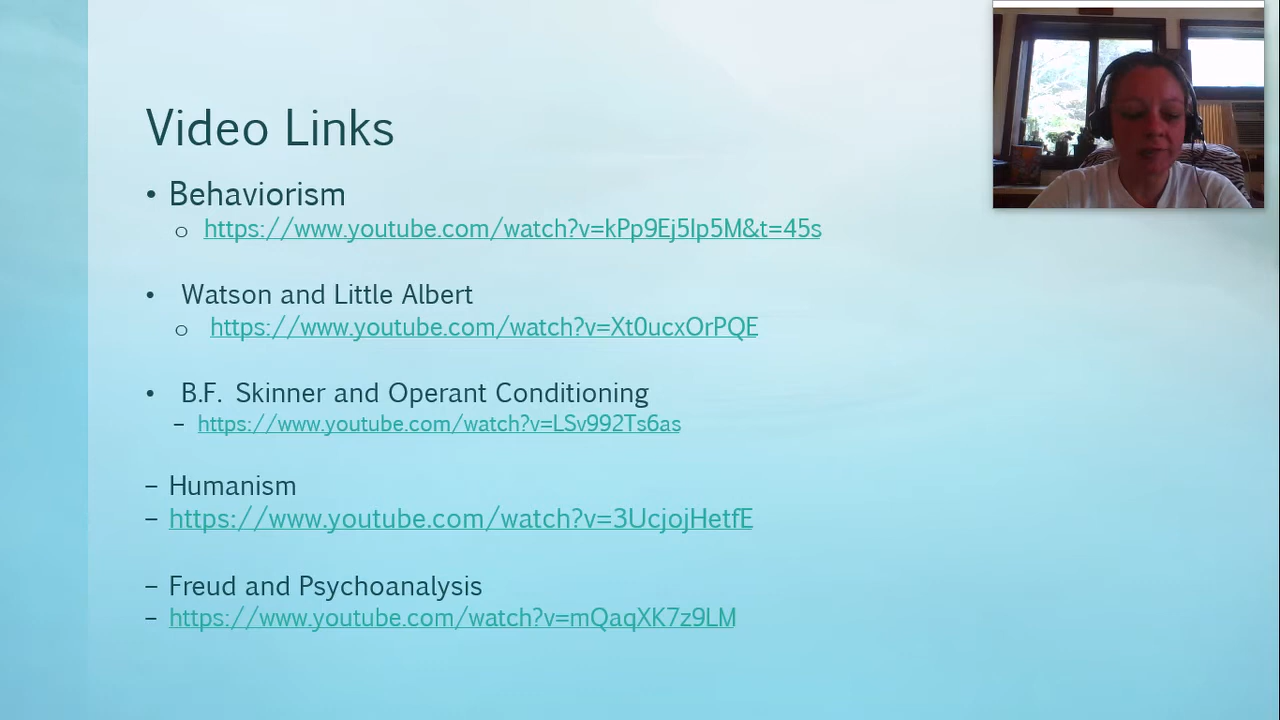 Video Links
• Behaviorism
o https://www.youtube.com/watch?v=kPp9Ej5lp5M&t=45s
• Watson and Little Albert
o https://www.youtube.com/watch?v=Xt0ucxOrPQE
• B.F. Skinner and Operant Conditioning
– https://www.youtube.com/watch?v=LSv992Ts6as
– Humanism
– https://www.youtube.com/watch?v=3UcjojHetfE
– Freud and Psychoanalysis
– https://www.youtube.com/watch?v=mQaqXK7z9LM